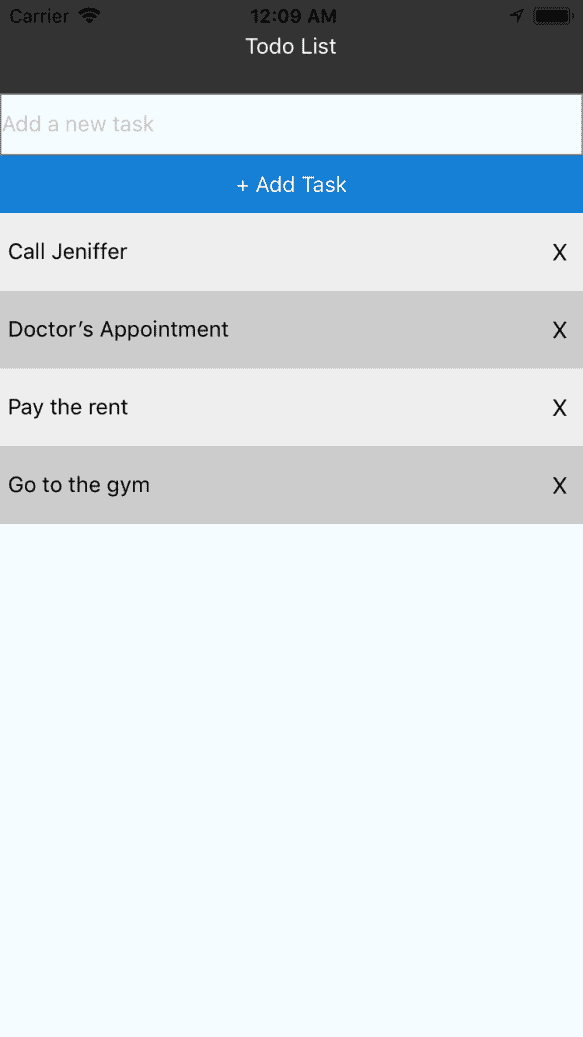 Carrier 12:09 AM
Todo List
Add a new task
+ Add Task
Call Jeniffer X
Doctor’s Appointment X
Pay the rent X
Go to the gym X